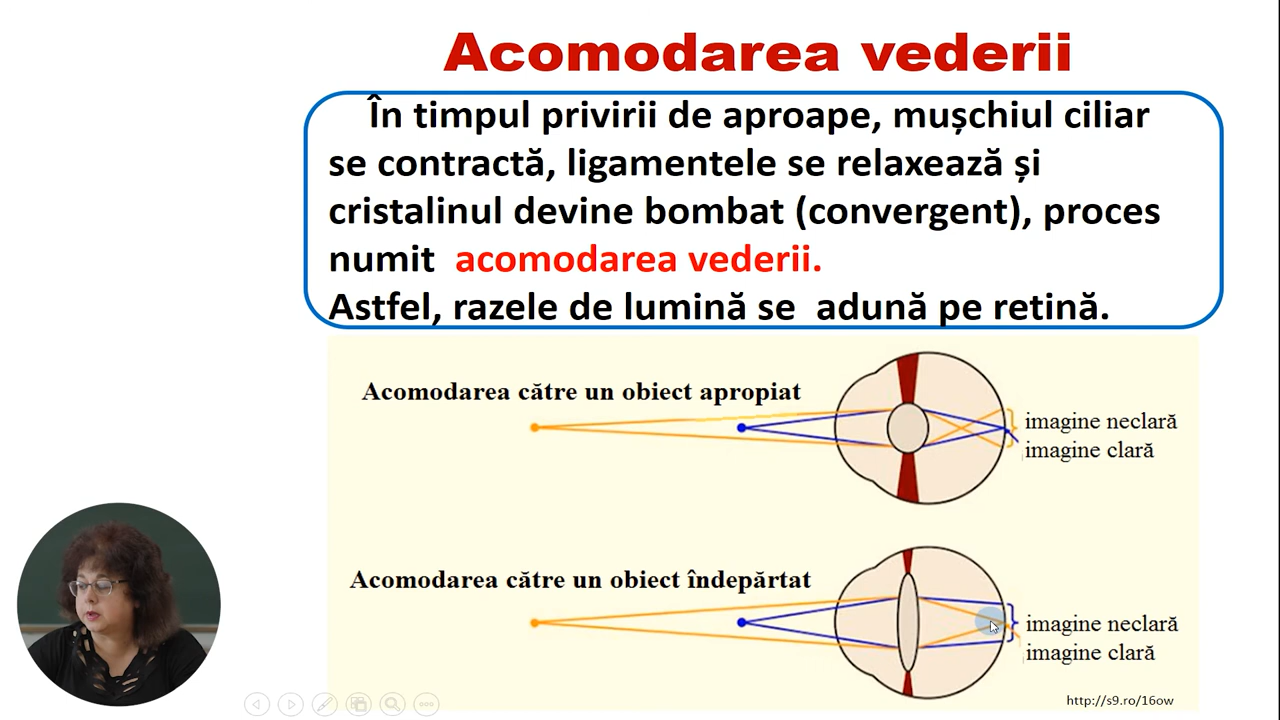 Acomodarea vederii
În timpul privirii de aproape, mușchiul ciliar
se contractă, ligamentele se relaxează și
cristalinul devine bombat (convergent), proces
numit acomodarea vederii.
Astfel, razele de lumină se adună pe retină.
Acomodarea către un obiect apropiat
imagine neclară
imagine clară
Acomodarea către un obiect îndepărtat
imagine neclară
imagine clară
http://s9.ro/16ow